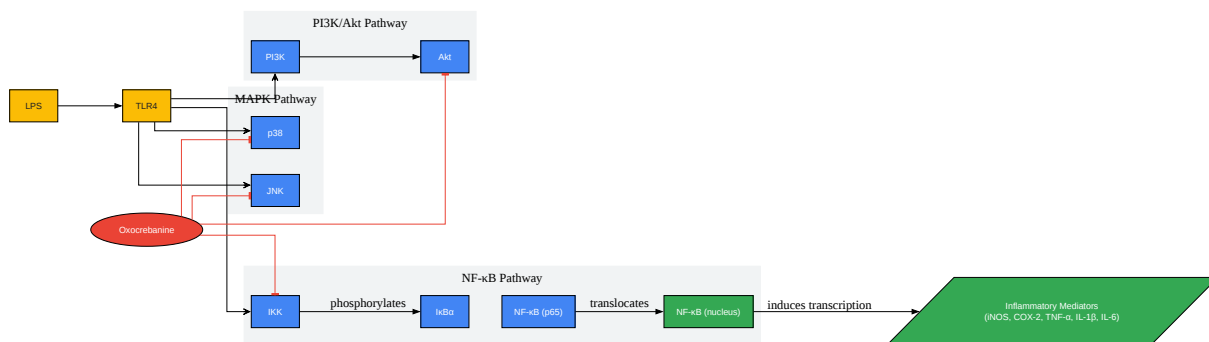 PI3K/Akt Pathway
PI3K
Akt
MAPK Pathway
LPS
TLR4
p38
JNK
Oxocrebanine
NF-κB Pathway
IKK
phosphorylates
IκBα
NF-κB (p65)
translocates
NF-κB (nucleus)
induces transcription
Inflammatory Mediators
(iNOS, COX-2, TNF-α, IL-1β, IL-6)